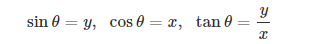 sin θ = y, cos θ = x, tan θ = y/x